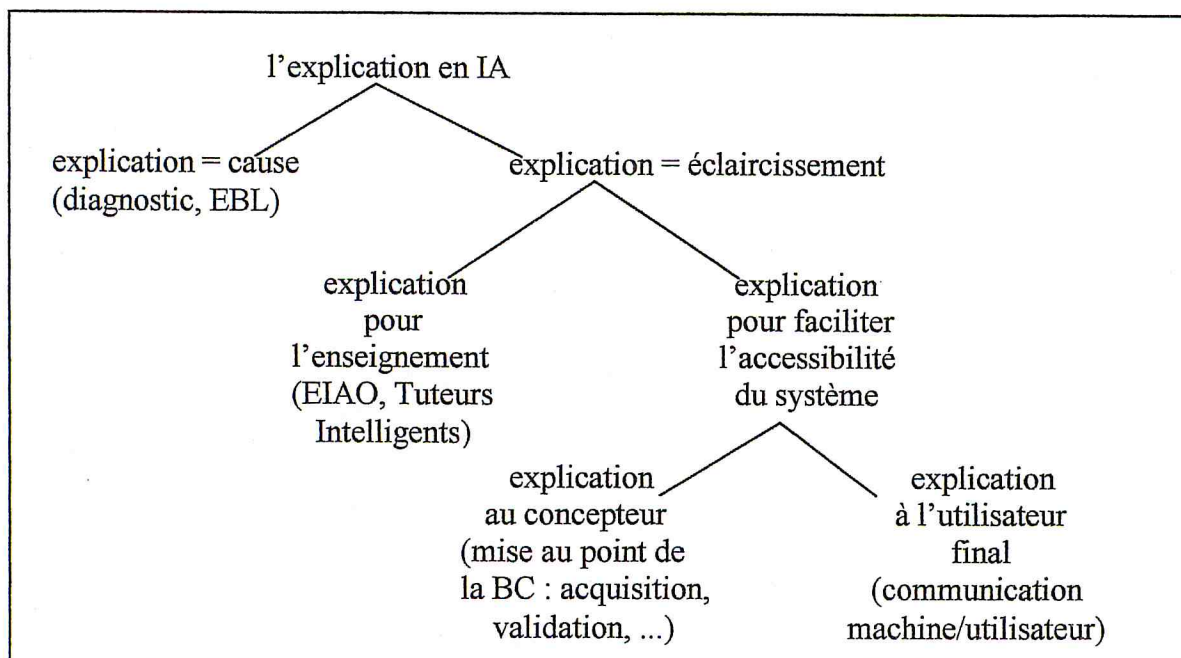 l'explication en IA
explication = cause
(diagnostic, EBL)
explication = éclaircissement
explication
pour
l'enseignement
(EIAO, Tuteurs
Intelligents)
explication
pour faciliter
l'accessibilité
du système
explication
au concepteur
(mise au point de
la BC : acquisition,
validation, ...)
explication
à l'utilisateur
final
(communication
machine/utilisateur)